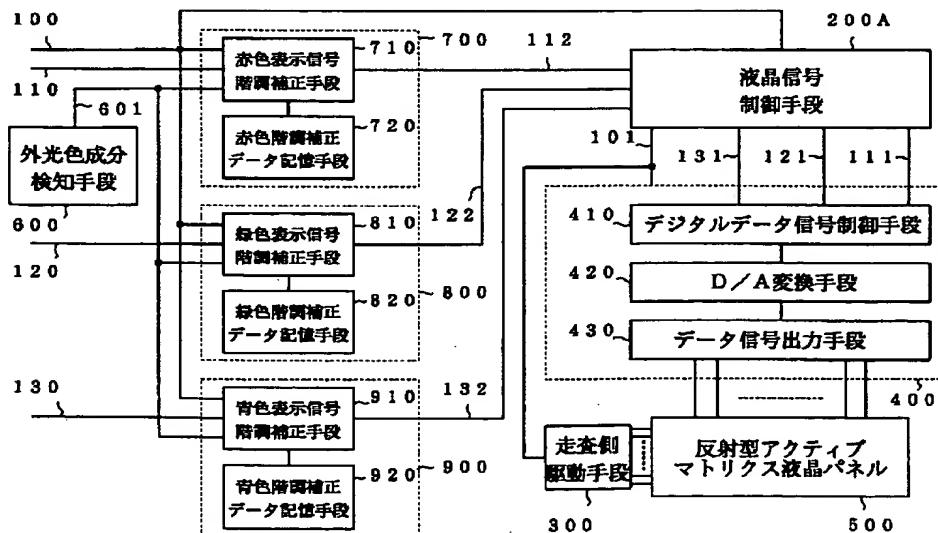 100
110
601
外光色成分
検知手段
600
120
130
赤色表示信号
階調補正手段
710
700
赤色階調補正
データ記憶手段
720
緑色表示信号
階調補正手段
810
緑色階調補正
データ記憶手段
820
800
青色表示信号
階調補正手段
910
青色階調補正
データ記憶手段
920
900
112
122
132
200A
液晶信号
制御手段
101
131
121
111
410
デジタルデータ信号制御手段
420
D/A変換手段
430
データ信号出力手段
400
走査側
駆動手段
300
反射型アクティブ
マトリクス液晶パネル
500